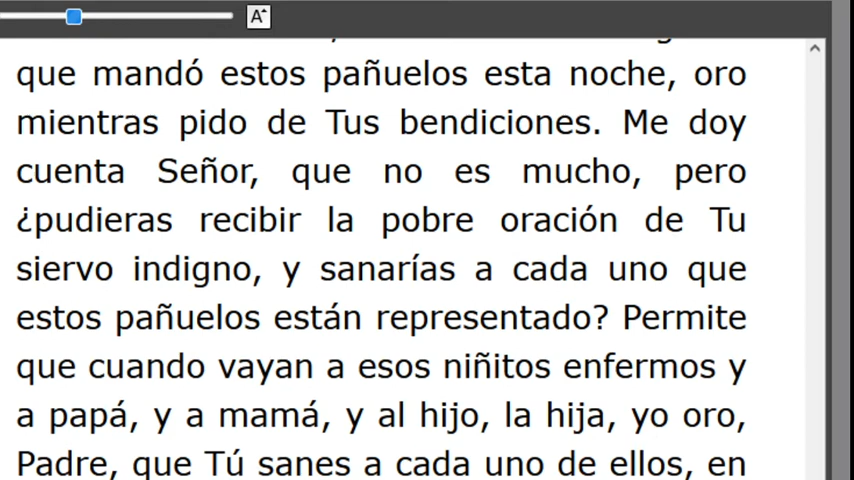 A
que mandó estos pañuelos esta noche, oro
mientras pido de Tus bendiciones. Me doy
cuenta Señor, que no es mucho, pero
¿pudieras recibir la pobre oración de Tu
siervo indigno, y sanarías a cada uno que
estos pañuelos están representado? Permite
que cuando vayan a esos niñitos enfermos y
a papá, y a mamá, y al hijo, la hija, yo oro,
Padre, que Tú sanes a cada uno de ellos, en